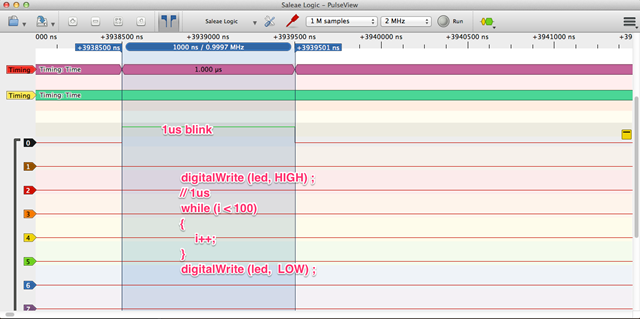 Saleae Logic - PulseView
Saleae Logic
1 M samples
2 MHz
Run
000 ns
+3938500 ns
+3939000 ns
+3939500 ns
+3940000 ns
+3940500 ns
+3941000 ns
+39
+3938500 ns
1000 ns / 0.9997 MHz
+3939501 ns
Timing
Timing: Time
1.000 µs
Timing
Timing: Time
1us blink
0
1
digitalWrite (led, HIGH) ;
2
// 1us
while (i < 100)
3
{
4
i++;
}
5
digitalWrite (led, LOW) ;
6
7